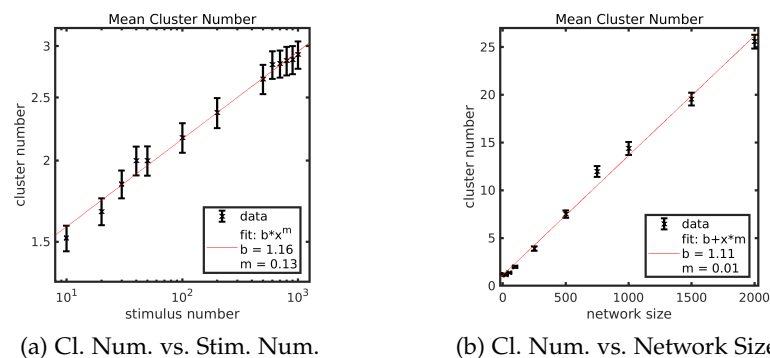 Mean Cluster Number
3
2.5
2
1.5
cluster number
data
fit: b*x^m
b = 1.16
m = 0.13
10^1
10^2
10^3
stimulus number
(a) Cl. Num. vs. Stim. Num.
Mean Cluster Number
25
20
15
10
5
0
cluster number
data
fit: b+x*m
b = 1.11
m = 0.01
0
500
1000
1500
2000
network size
(b) Cl. Num. vs. Network Size